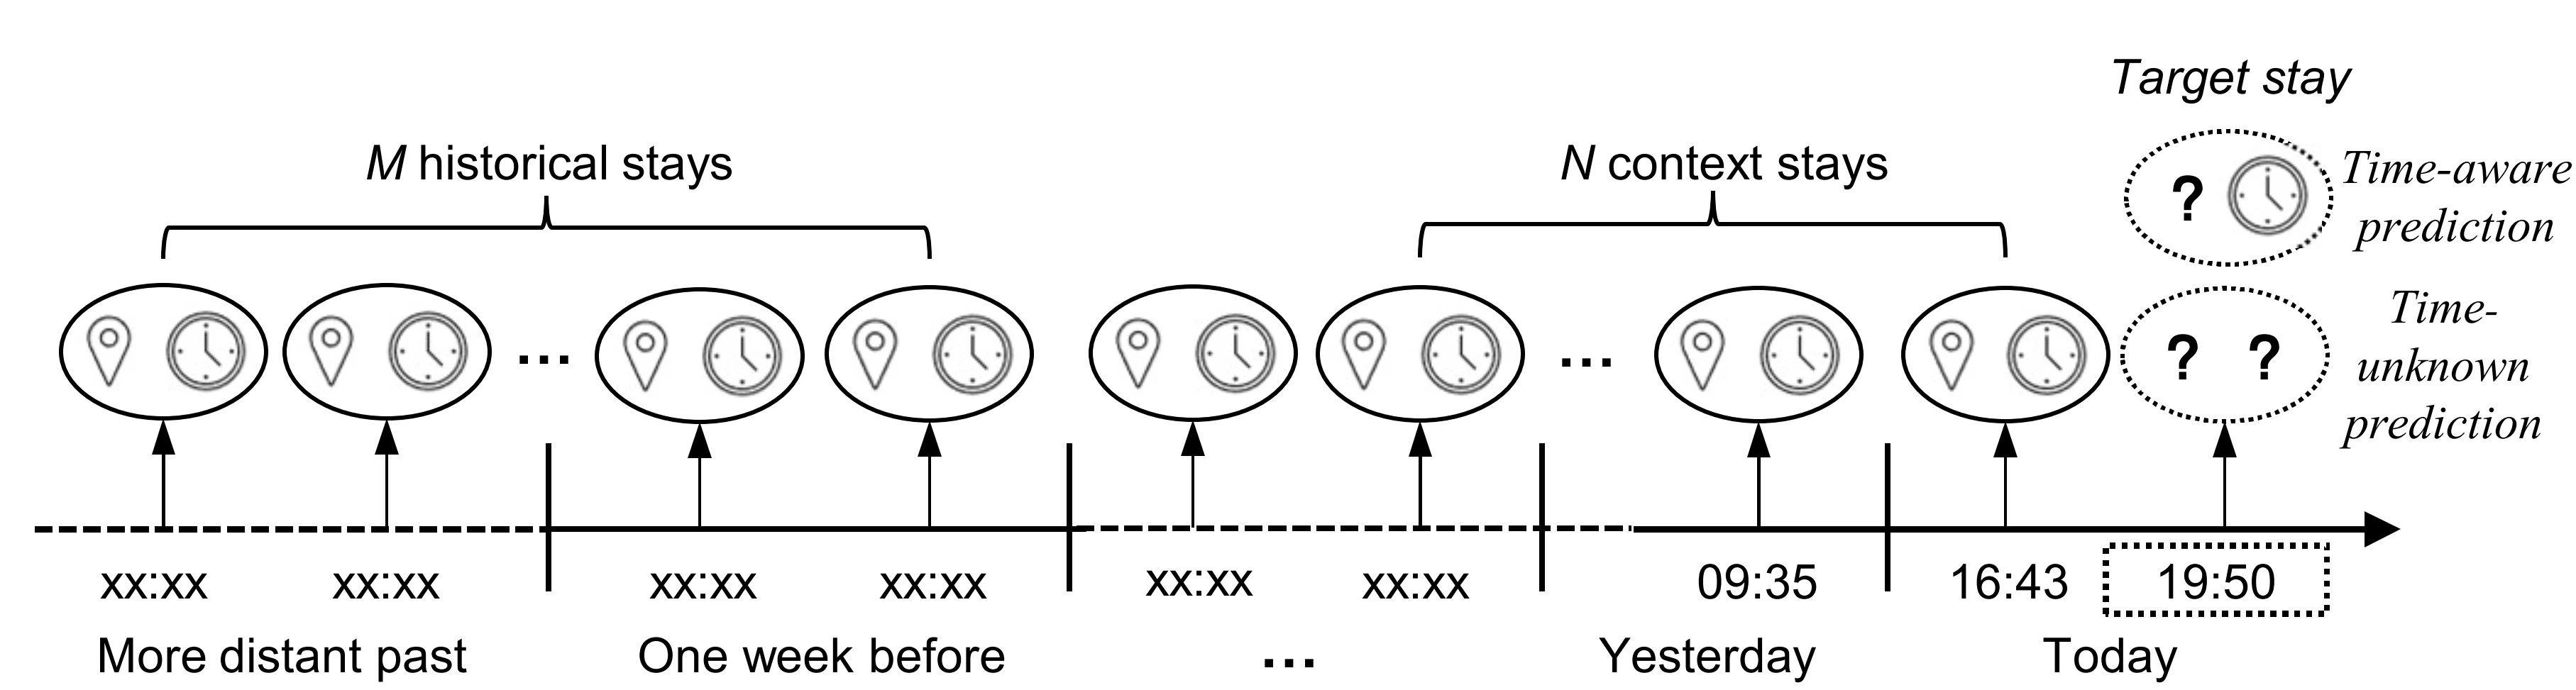 Target stay
M historical stays
N context stays
? Time-aware
prediction
Time-
unknown
prediction
...
...
? ?
xx:xx xx:xx xx:xx xx:xx xx:xx xx:xx 09:35 16:43 19:50
More distant past One week before ... Yesterday Today